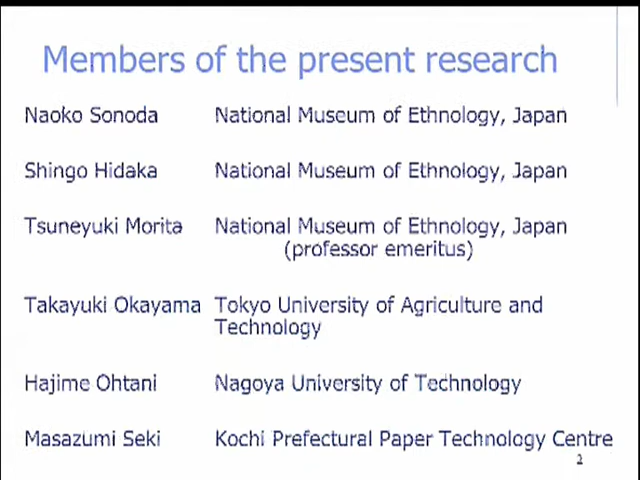 Members of the present research
Naoko Sonoda National Museum of Ethnology, Japan
Shingo Hidaka National Museum of Ethnology, Japan
Tsuneyuki Morita National Museum of Ethnology, Japan
(professor emeritus)
Takayuki Okayama Tokyo University of Agriculture and
Technology
Hajime Ohtani Nagoya University of Technology
Masazumi Seki Kochi Prefectural Paper Technology Centre
2